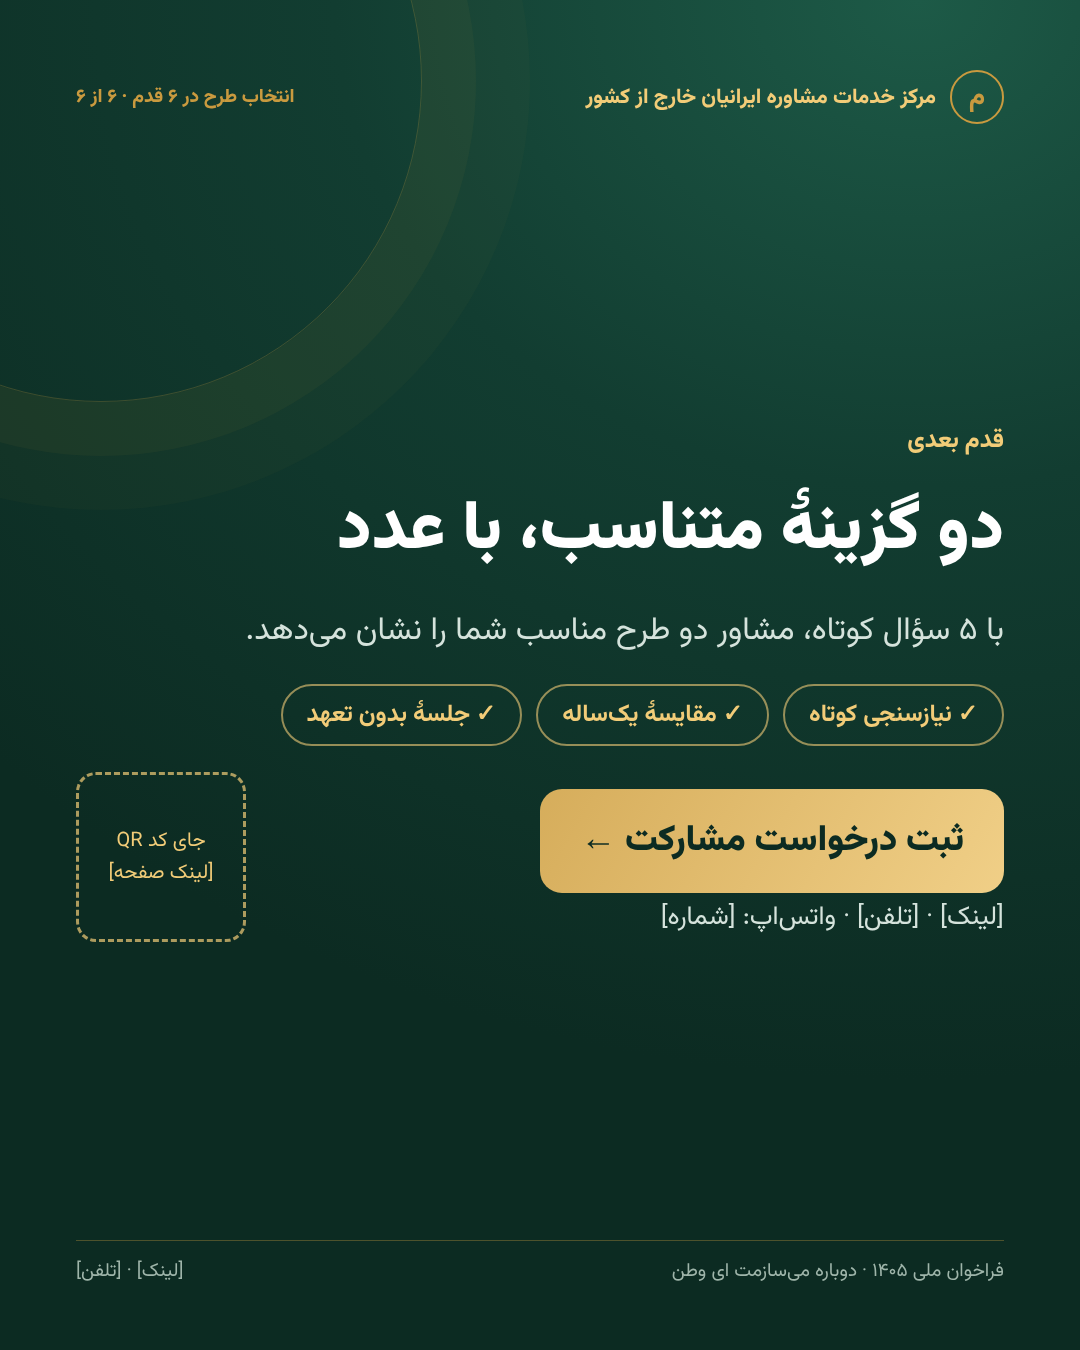 م
مرکز خدمات مشاوره ایرانیان خارج از کشور
انتخاب طرح در ۶ قدم · ۶ از ۶
قدم بعدی
دو گزینهٔ متناسب، با عدد
با ۵ سؤال کوتاه، مشاور دو طرح مناسب شما را نشان می‌دهد.
✓ نیازسنجی کوتاه
✓ مقایسهٔ یک‌ساله
✓ جلسهٔ بدون تعهد
ثبت درخواست مشارکت ←
[لینک] · [تلفن] · واتس‌اپ: [شماره]
جای کد QR
[لینک صفحه]
فراخوان ملی ۱۴۰۵ · دوباره می‌سازمت ای وطن
[لینک] · [تلفن]